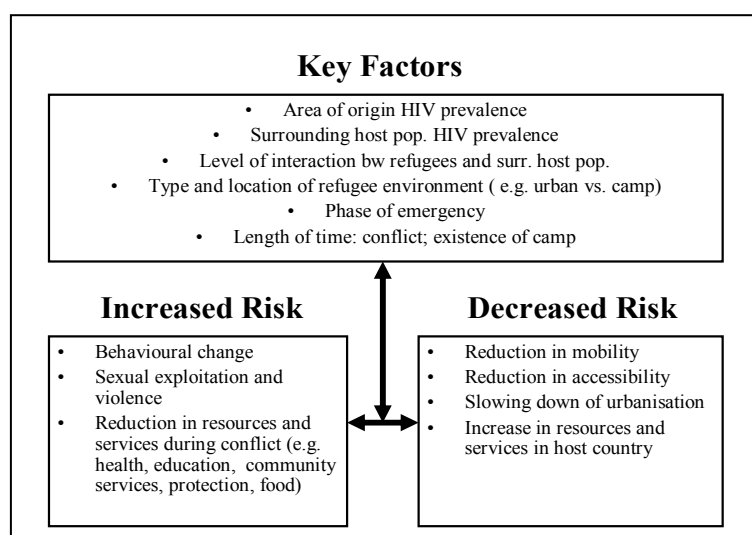 Key Factors
• Area of origin HIV prevalence
• Surrounding host pop. HIV prevalence
• Level of interaction bw refugees and surr. host pop.
• Type and location of refugee environment ( e.g. urban vs. camp)
• Phase of emergency
• Length of time: conflict; existence of camp
Increased Risk
• Behavioural change
• Sexual exploitation and
violence
• Reduction in resources and
services during conflict (e.g.
health, education, community
services, protection, food)
Decreased Risk
• Reduction in mobility
• Reduction in accessibility
• Slowing down of urbanisation
• Increase in resources and
services in host country